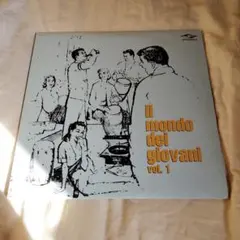 Il
mondo
dei
giovani
vol. 1